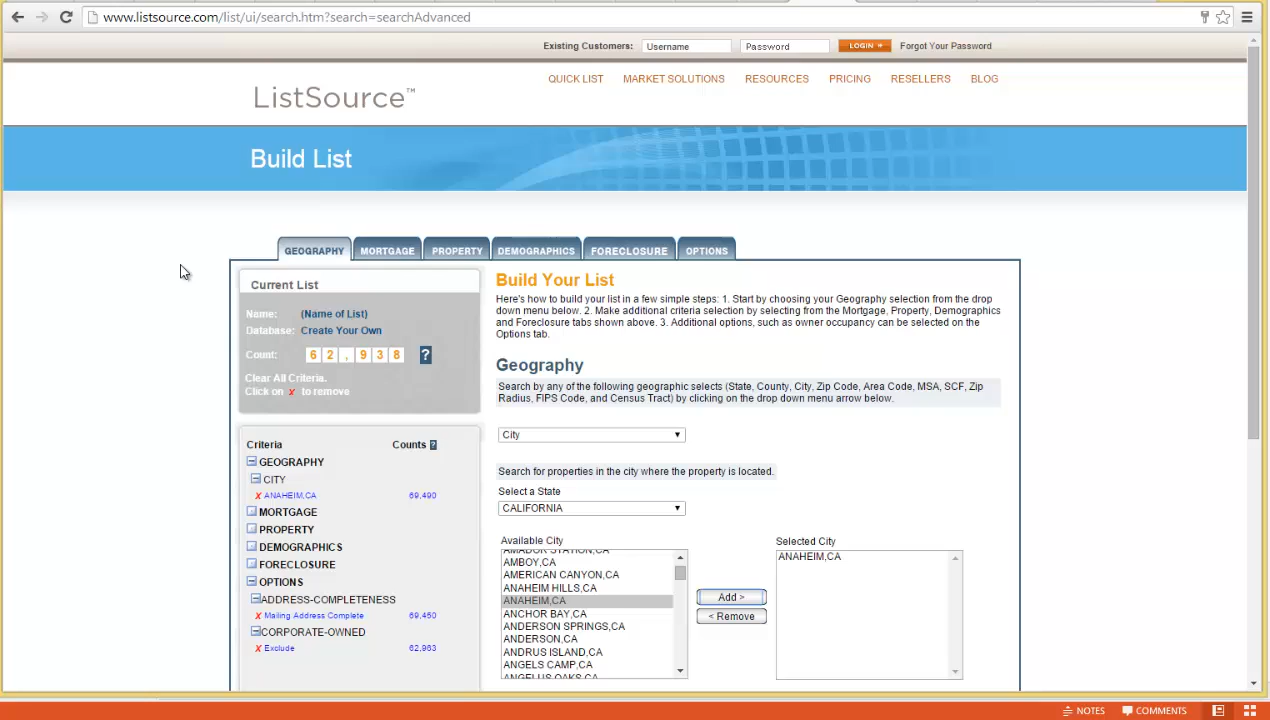 www.listsource.com/list/ui/search.htm?search=searchAdvanced
Existing Customers: Username Password LOGIN Forgot Your Password
QUICK LIST MARKET SOLUTIONS RESOURCES PRICING RESELLERS BLOG
ListSource™
Build List
GEOGRAPHY MORTGAGE PROPERTY DEMOGRAPHICS FORECLOSURE OPTIONS
Current List
Name: (Name of List)
Database: Create Your Own
Count: 62,938 ?
Clear All Criteria.
Click on x to remove
Criteria Counts ?
GEOGRAPHY
CITY
X ANAHEIM,CA 69,490
MORTGAGE
PROPERTY
DEMOGRAPHICS
FORECLOSURE
OPTIONS
ADDRESS-COMPLETENESS
X Mailing Address Complete 69,450
CORPORATE-OWNED
X Exclude 62,963
Build Your List
Here's how to build your list in a few simple steps: 1. Start by choosing your Geography selection from the drop
down menu below. 2. Make additional criteria selection by selecting from the Mortgage, Property, Demographics
and Foreclosure tabs shown above. 3. Additional options, such as owner occupancy can be selected on the
Options tab.
Geography
Search by any of the following geographic selects (State, County, City, Zip Code, Area Code, MSA, SCF, Zip
Radius, FIPS Code, and Census Tract) by clicking on the drop down menu arrow below.
City
Search for properties in the city where the property is located.
Select a State
CALIFORNIA
Available City
AMADOR STATION,CA
AMBOY,CA
AMERICAN CANYON,CA
ANAHEIM HILLS,CA
ANAHEIM,CA
ANCHOR BAY,CA
ANDERSON SPRINGS,CA
ANDERSON,CA
ANDRUS ISLAND,CA
ANGELS CAMP,CA
ANGELUS OAKS,CA
Add >
< Remove
Selected City
ANAHEIM,CA
NOTES COMMENTS